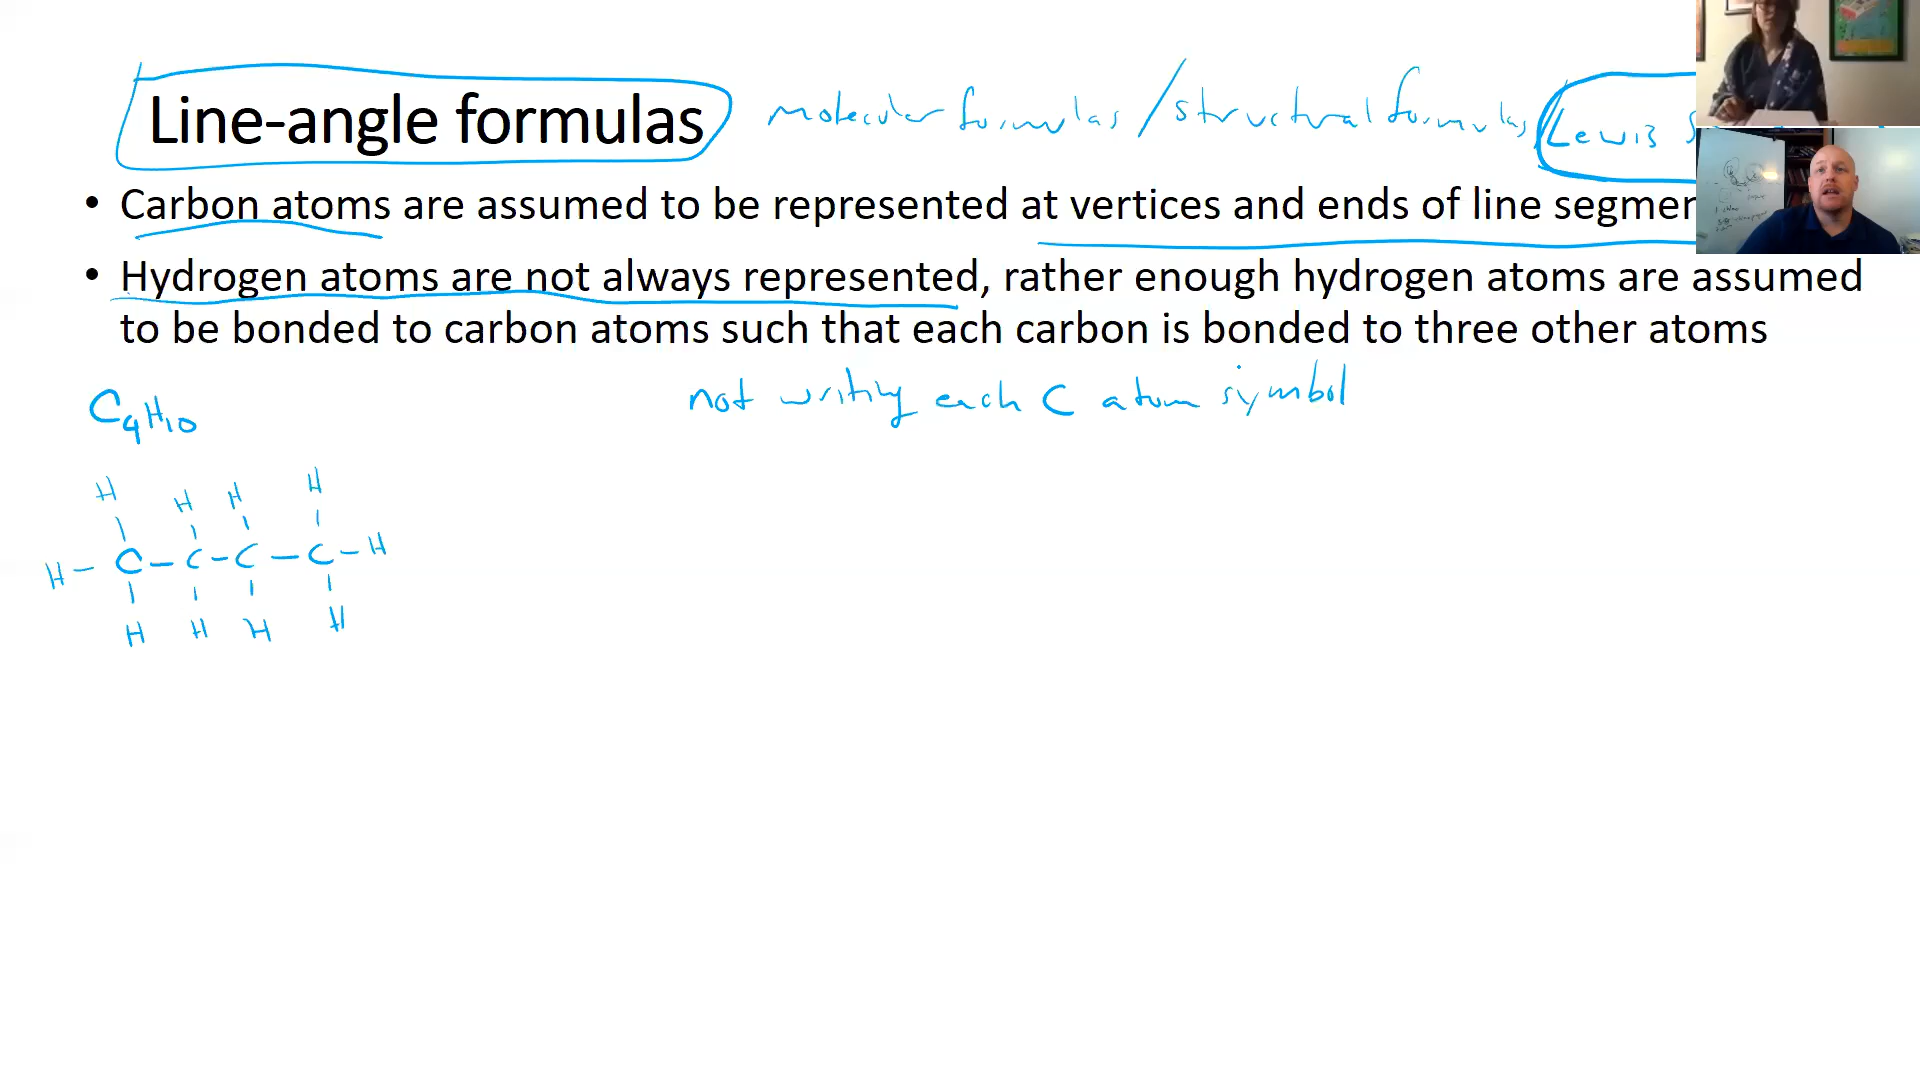 Line-angle formulas molecular formulas / structural formulas Lewis S
• Carbon atoms are assumed to be represented at vertices and ends of line segmen
• Hydrogen atoms are not always represented, rather enough hydrogen atoms are assumed
to be bonded to carbon atoms such that each carbon is bonded to three other atoms
C4H10 not writing each C atom symbol
H H H H
H - C - C - C - C - H
H H H H